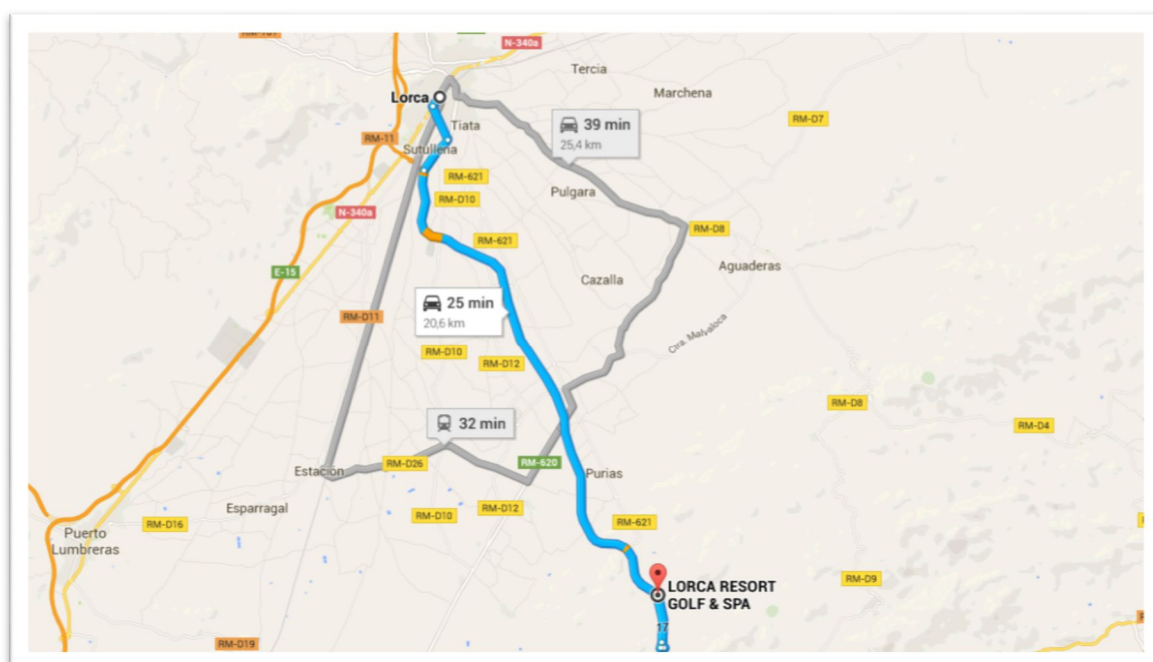 N-340a
Tercia
Marchena
Lorca
RM-D7
Tiata
39 min
25,4 km
RM-11
Sutullena
RM-621
Pulgara
RM-D10
N-340a
RM-D8
RM-621
Aguaderas
E-15
Cazalla
25 min
20,6 km
RM-D11
Ctra. Malvaloca
RM-D10
RM-D12
RM-D8
32 min
RM-D4
RM-620
Estación
RM-D26
Purias
Esparragal
RM-D12
RM-D10
RM-D16
RM-621
Puerto
Lumbreras
RM-D9
LORCA RESORT
GOLF & SPA
17
RM-D19